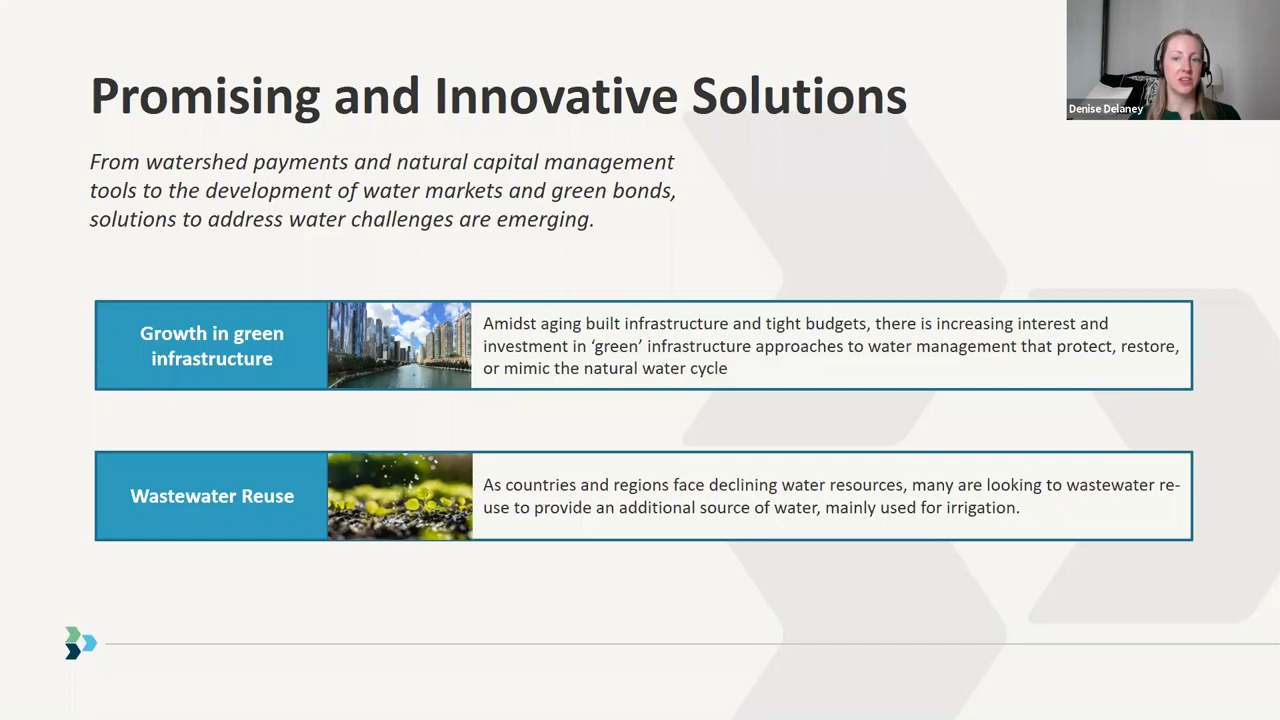 Promising and Innovative Solutions
Denise Delaney
From watershed payments and natural capital management
tools to the development of water markets and green bonds,
solutions to address water challenges are emerging.
Growth in green
infrastructure
Amidst aging built infrastructure and tight budgets, there is increasing interest and
investment in ‘green’ infrastructure approaches to water management that protect, restore,
or mimic the natural water cycle
Wastewater Reuse
As countries and regions face declining water resources, many are looking to wastewater re-
use to provide an additional source of water, mainly used for irrigation.